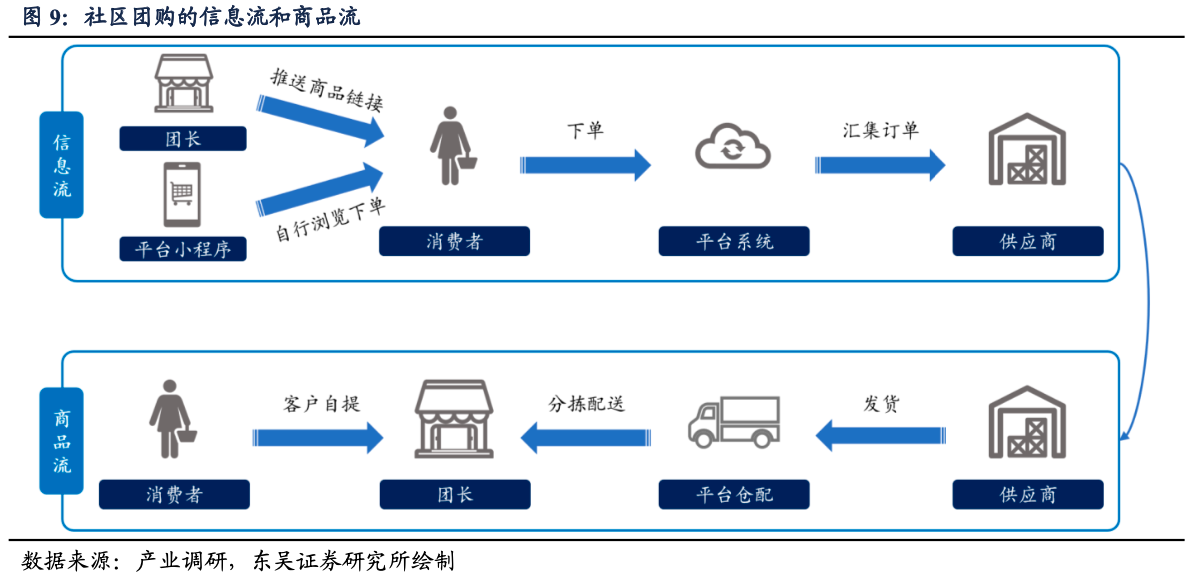 图 9：社区团购的信息流和商品流
信息流
推送商品链接
团长
自行浏览下单
平台小程序
下单
汇集订单
消费者
平台系统
供应商
商品流
客户自提
分拣配送
发货
消费者
团长
平台仓配
供应商
数据来源：产业调研，东吴证券研究所绘制